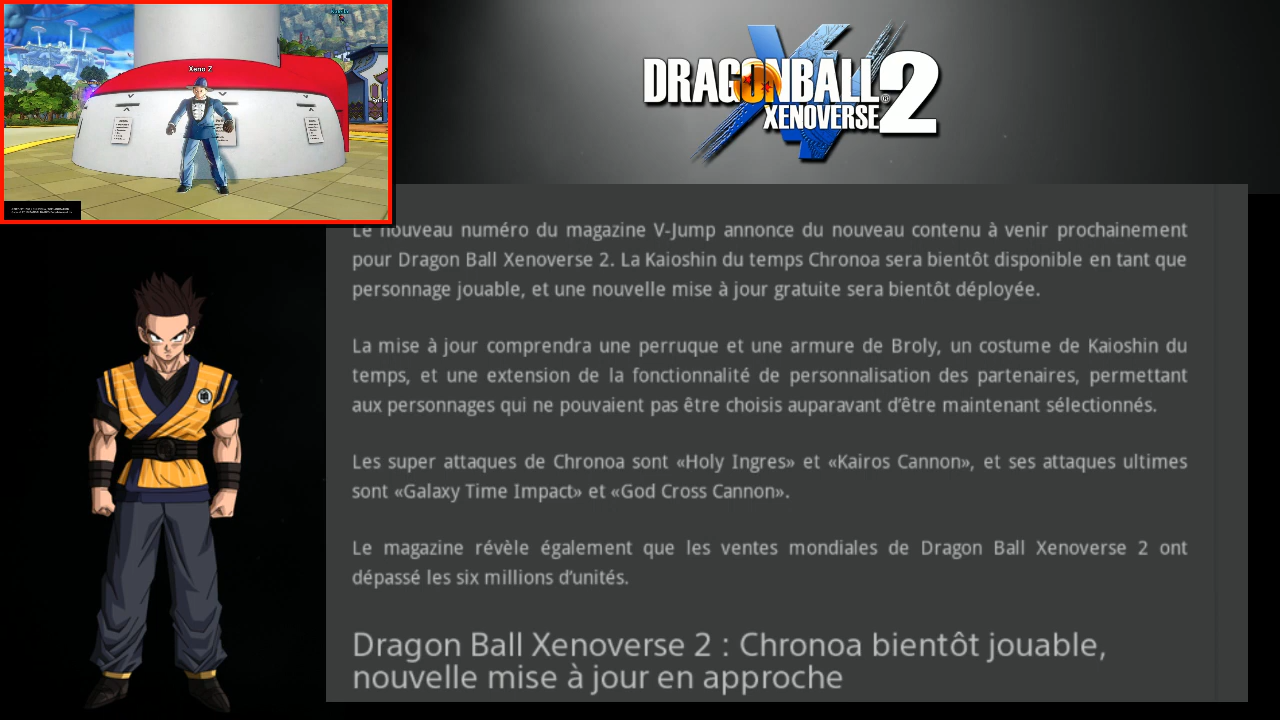 Xeno Z
DRAGONBALL
XENOVERSE 2
Le nouveau numéro du magazine V-Jump annonce du nouveau contenu à venir prochainement
pour Dragon Ball Xenoverse 2. La Kaioshin du temps Chronoa sera bientôt disponible en tant que
personnage jouable, et une nouvelle mise à jour gratuite sera bientôt déployée.
La mise à jour comprendra une perruque et une armure de Broly, un costume de Kaioshin du
temps, et une extension de la fonctionnalité de personnalisation des partenaires, permettant
aux personnages qui ne pouvaient pas être choisis auparavant d’être maintenant sélectionnés.
Les super attaques de Chronoa sont «Holy Ingres» et «Kairos Cannon», et ses attaques ultimes
sont «Galaxy Time Impact» et «God Cross Cannon».
Le magazine révèle également que les ventes mondiales de Dragon Ball Xenoverse 2 ont
dépassé les six millions d’unités.
Dragon Ball Xenoverse 2 : Chronoa bientôt jouable,
nouvelle mise à jour en approche